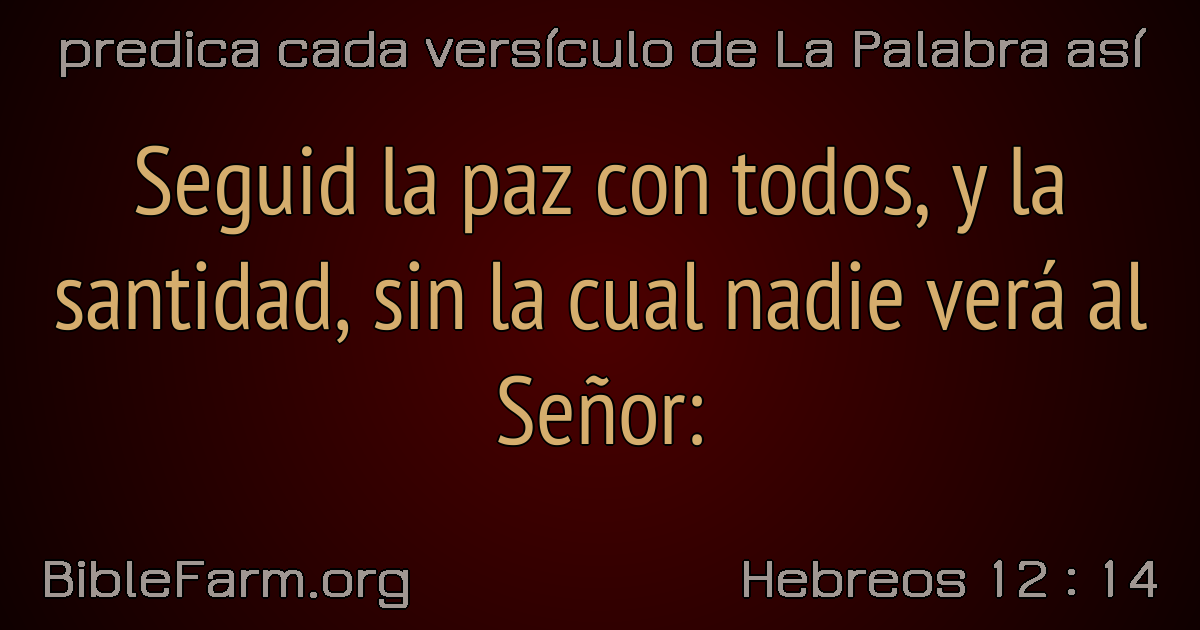 predica cada versículo de La Palabra así
Seguid la paz con todos, y la
santidad, sin la cual nadie verá al
Señor:
BibleFarm.org
Hebreos 12 : 14